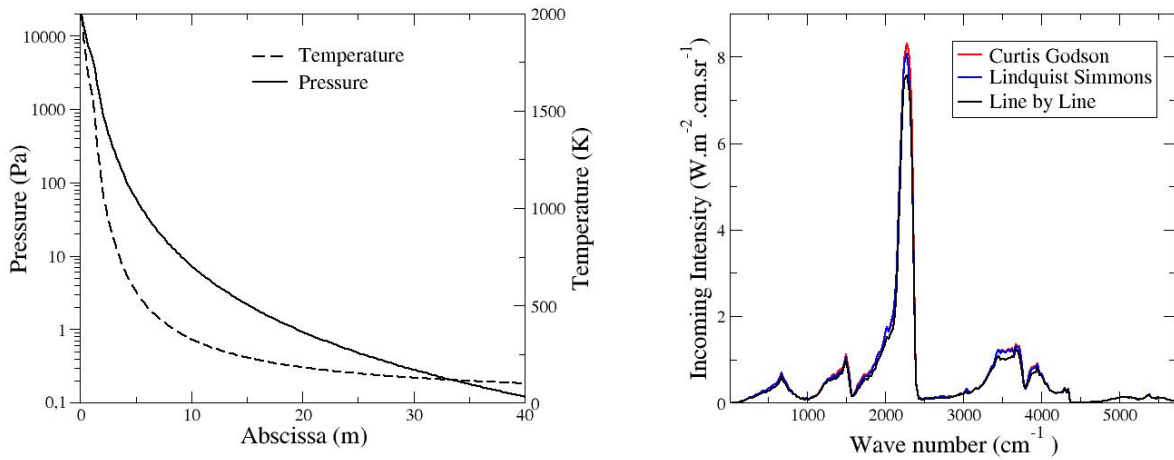 10000
1000
100
10
1
0,1
Pressure (Pa)
Temperature
Pressure
2000
1500
1000
500
0
Temperature (K)
0 10 20 30 40
Abscissa (m)
8
6
4
2
0
Incoming Intensity (W.m-2.cm.sr-1)
Curtis Godson
Lindquist Simmons
Line by Line
1000 2000 3000 4000 5000
Wave number (cm-1)